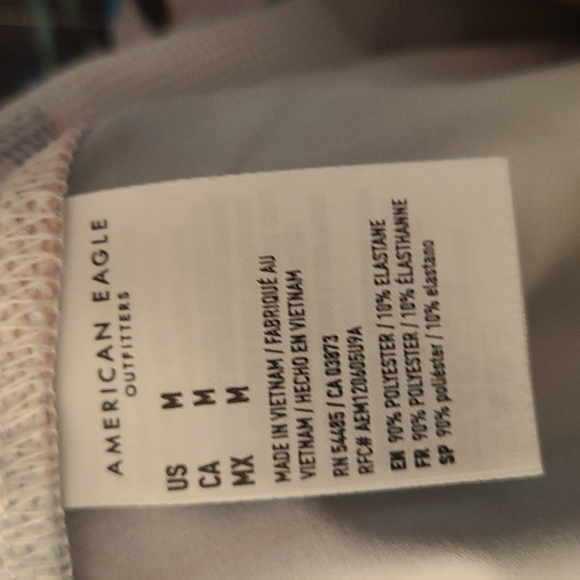 AMERICAN EAGLE
OUTFITTERS
US M
CA M
MX M
MADE IN VIETNAM / FABRIQUÉ AU
VIETNAM / HECHO EN VIETNAM
RN 54485 / CA 03873
RFC# AEM120605U9A
EN 90% POLYESTER / 10% ELASTANE
FR 90% POLYESTER / 10% ÉLASTHANNE
SP 90% poliéster / 10% elastano